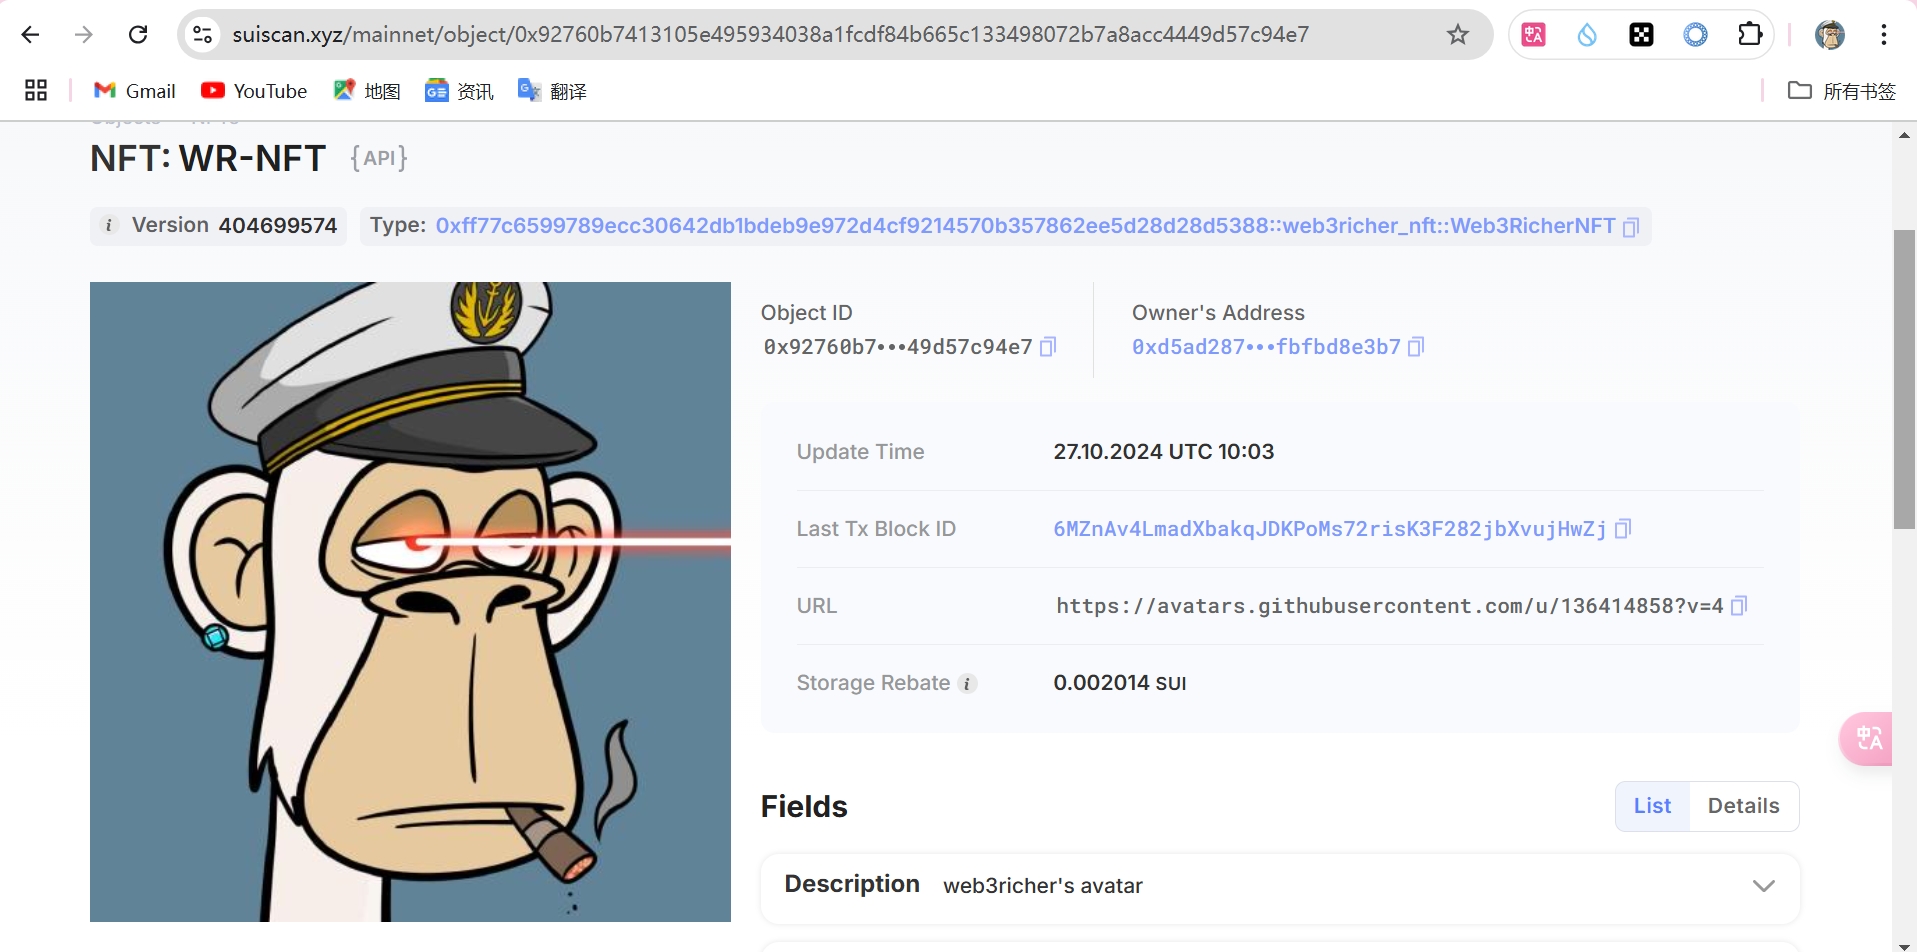 suiscan.xyz/mainnet/object/0x92760b7413105e495934038a1fcdf84b665c133498072b7a8acc4449d57c94e7
Gmail YouTube 地图 资讯 翻译 所有书签
NFT: WR-NFT {API}
i Version 404699574 Type: 0xff77c6599789ecc30642db1bdeb9e972d4cf9214570b357862ee5d28d28d5388::web3richer_nft::Web3RicherNFT
Object ID
0x92760b7•••49d57c94e7
Owner's Address
0xd5ad287•••fbfbd8e3b7
Update Time 27.10.2024 UTC 10:03
Last Tx Block ID 6MZnAv4LmadXbakqJDKPoMs72risK3F282jbXvujHwZj
URL https://avatars.githubusercontent.com/u/136414858?v=4
Storage Rebate i 0.002014 SUI
Fields List Details
Description web3richer's avatar